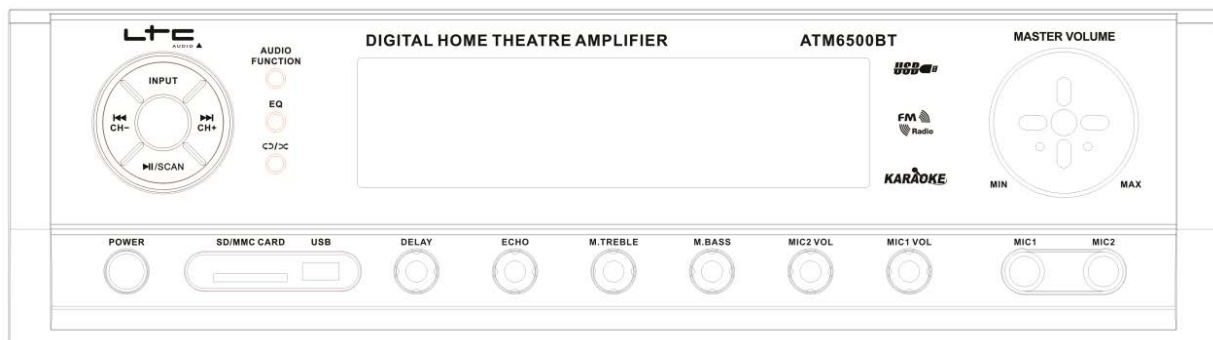 LTC
AUDIO
INPUT
CH-
CH+
/SCAN
AUDIO
FUNCTION
EQ
DIGITAL HOME THEATRE AMPLIFIER
ATM6500BT
USB
FM
Radio
KARAOKE
MASTER VOLUME
MIN
MAX
POWER
SD/MMC CARD
USB
DELAY
ECHO
M.TREBLE
M.BASS
MIC2 VOL
MIC1 VOL
MIC1
MIC2